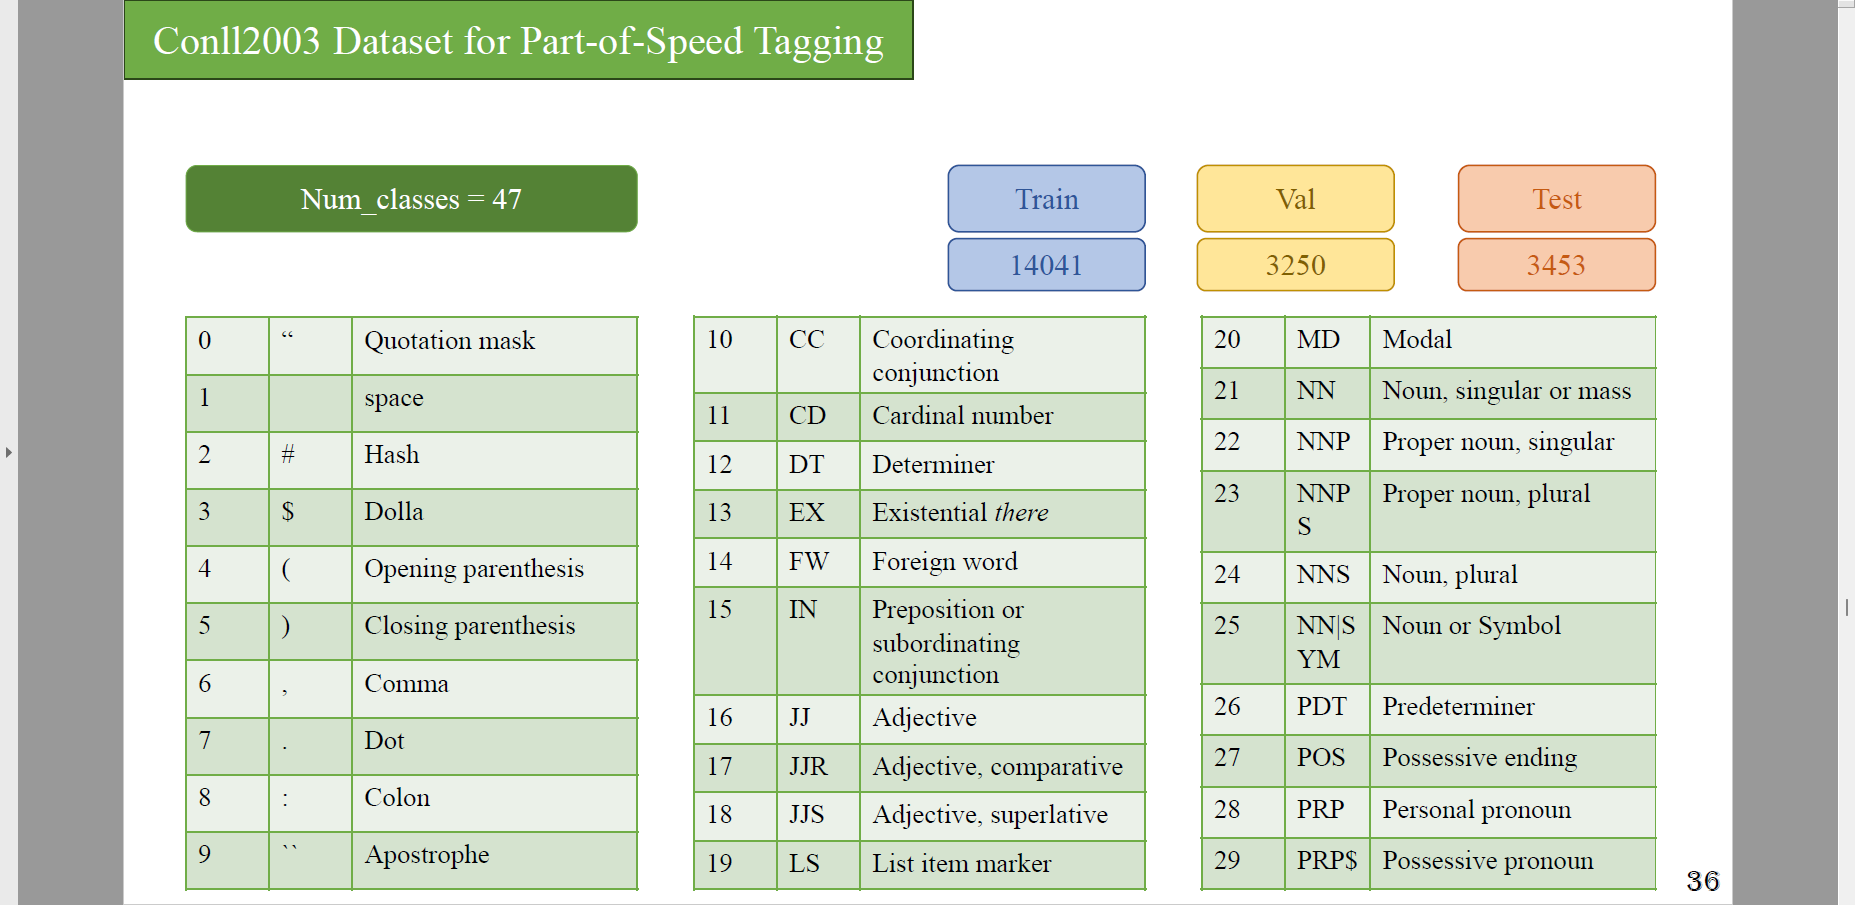 Conll2003 Dataset for Part-of-Speed Tagging
Num_classes = 47
Train
Val
Test
14041
3250
3453
0 “ Quotation mask
1 space
2 # Hash
3 $ Dolla
4 ( Opening parenthesis
5 ) Closing parenthesis
6 , Comma
7 . Dot
8 : Colon
9 `` Apostrophe
10 CC Coordinating
conjunction
11 CD Cardinal number
12 DT Determiner
13 EX Existential there
14 FW Foreign word
15 IN Preposition or
subordinating
conjunction
16 JJ Adjective
17 JJR Adjective, comparative
18 JJS Adjective, superlative
19 LS List item marker
20 MD Modal
21 NN Noun, singular or mass
22 NNP Proper noun, singular
23 NNP Proper noun, plural
S
24 NNS Noun, plural
25 NN|S Noun or Symbol
YM
26 PDT Predeterminer
27 POS Possessive ending
28 PRP Personal pronoun
29 PRP$ Possessive pronoun
36